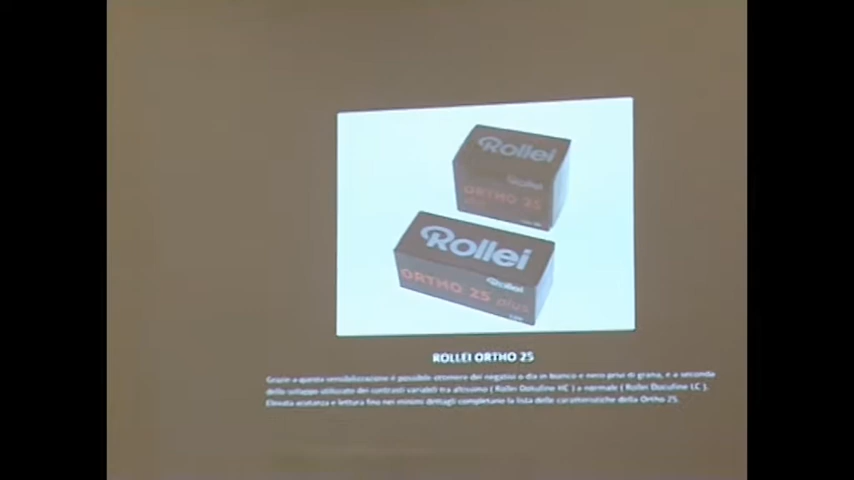 Rollei
Rollei
ORTHO 25
plus
Rollei
Rollei
ORTHO 25 plus
ROLLEI ORTHO 25
Grazie a questa sensibilizzazione è possibile ottenere dei negativi o dia in bianco e nero privi di grana, e a seconda
dello sviluppo utilizzato dei contrasti variabili tra altissimo ( Rollei Dotufine HC ) a normale ( Rollei Docufine LC )
Elevata acutanza e lettura fino nei minimi dettagli completano la lista delle caratteristiche della Ortho 25.